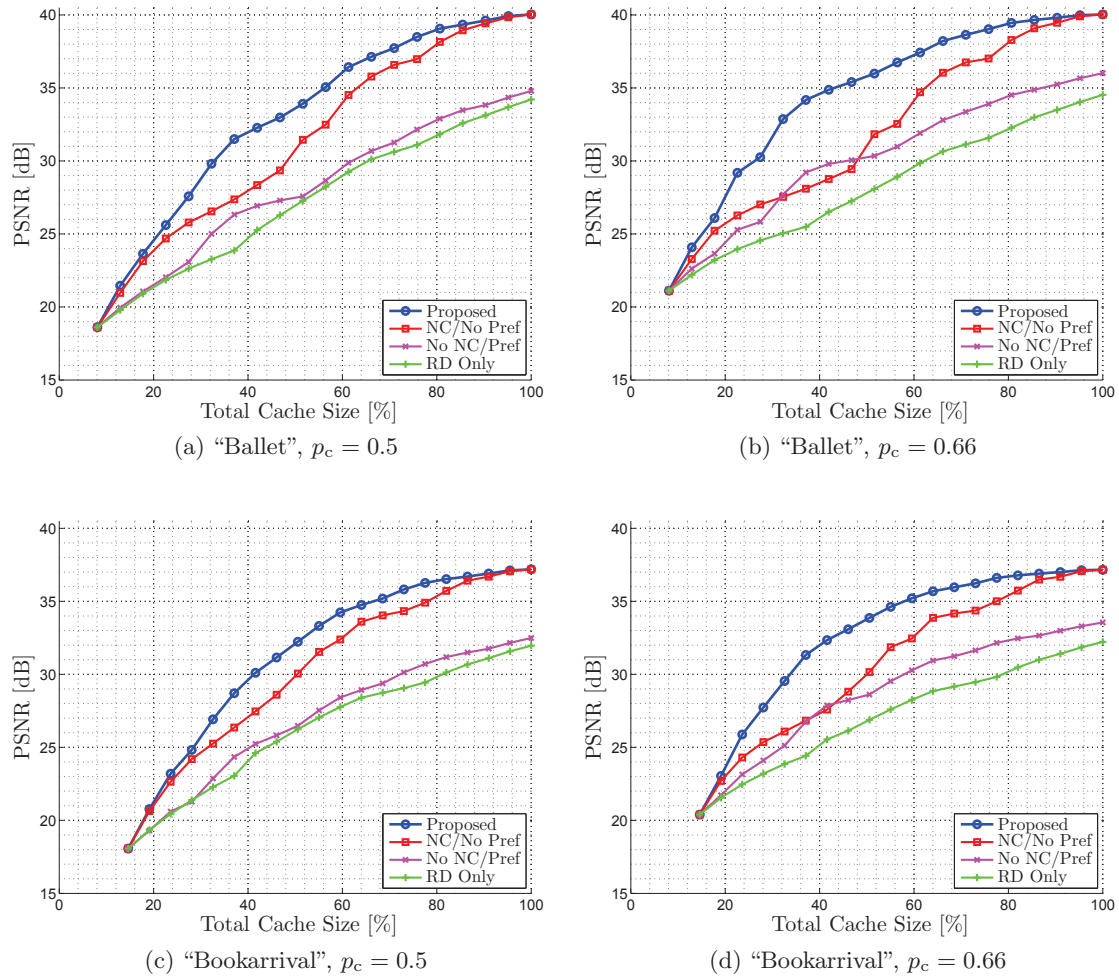 40
35
30
25
20
15
PSNR [dB]
0 20 40 60 80 100
Total Cache Size [%]
Proposed
NC/No Pref
No NC/Pref
RD Only
(a) “Ballet”, pc = 0.5
40
35
30
25
20
15
PSNR [dB]
0 20 40 60 80 100
Total Cache Size [%]
Proposed
NC/No Pref
No NC/Pref
RD Only
(b) “Ballet”, pc = 0.66
40
35
30
25
20
15
PSNR [dB]
0 20 40 60 80 100
Total Cache Size [%]
Proposed
NC/No Pref
No NC/Pref
RD Only
(c) “Bookarrival”, pc = 0.5
40
35
30
25
20
15
PSNR [dB]
0 20 40 60 80 100
Total Cache Size [%]
Proposed
NC/No Pref
No NC/Pref
RD Only
(d) “Bookarrival”, pc = 0.66